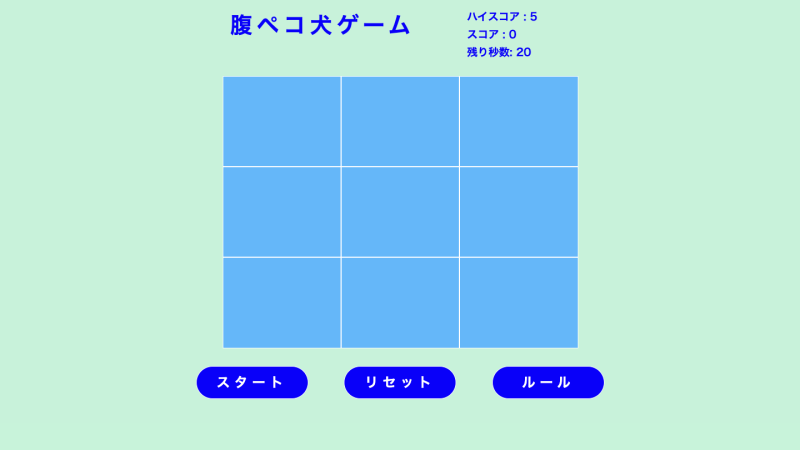 腹ペコ犬ゲーム
ハイスコア : 5
スコア : 0
残り秒数: 20
スタート
リセット
ルール